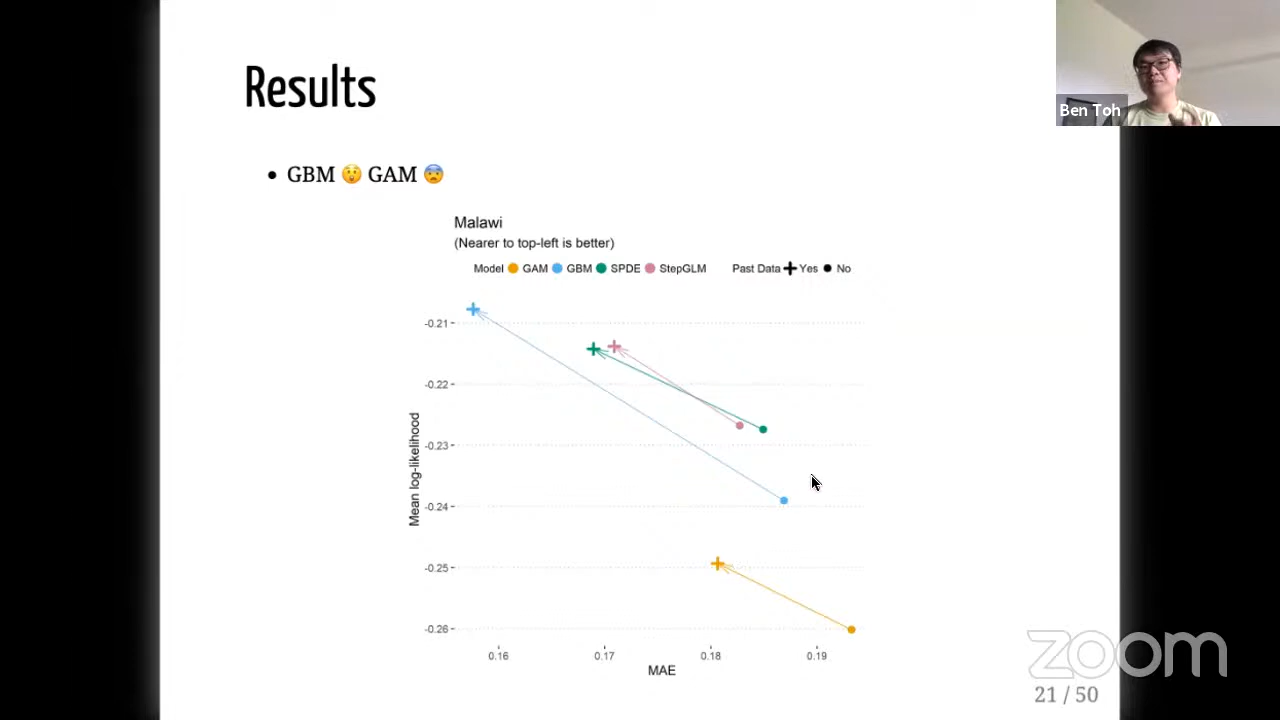 Ben Toh
Results
• GBM 😲 GAM 😨
Malawi
(Nearer to top-left is better)
Model GAM GBM SPDE StepGLM Past Data Yes No
-0.21
-0.22
-0.23
-0.24
-0.25
-0.26
Mean log-likelihood
0.16 0.17 0.18 0.19
MAE
zoom
21 / 50